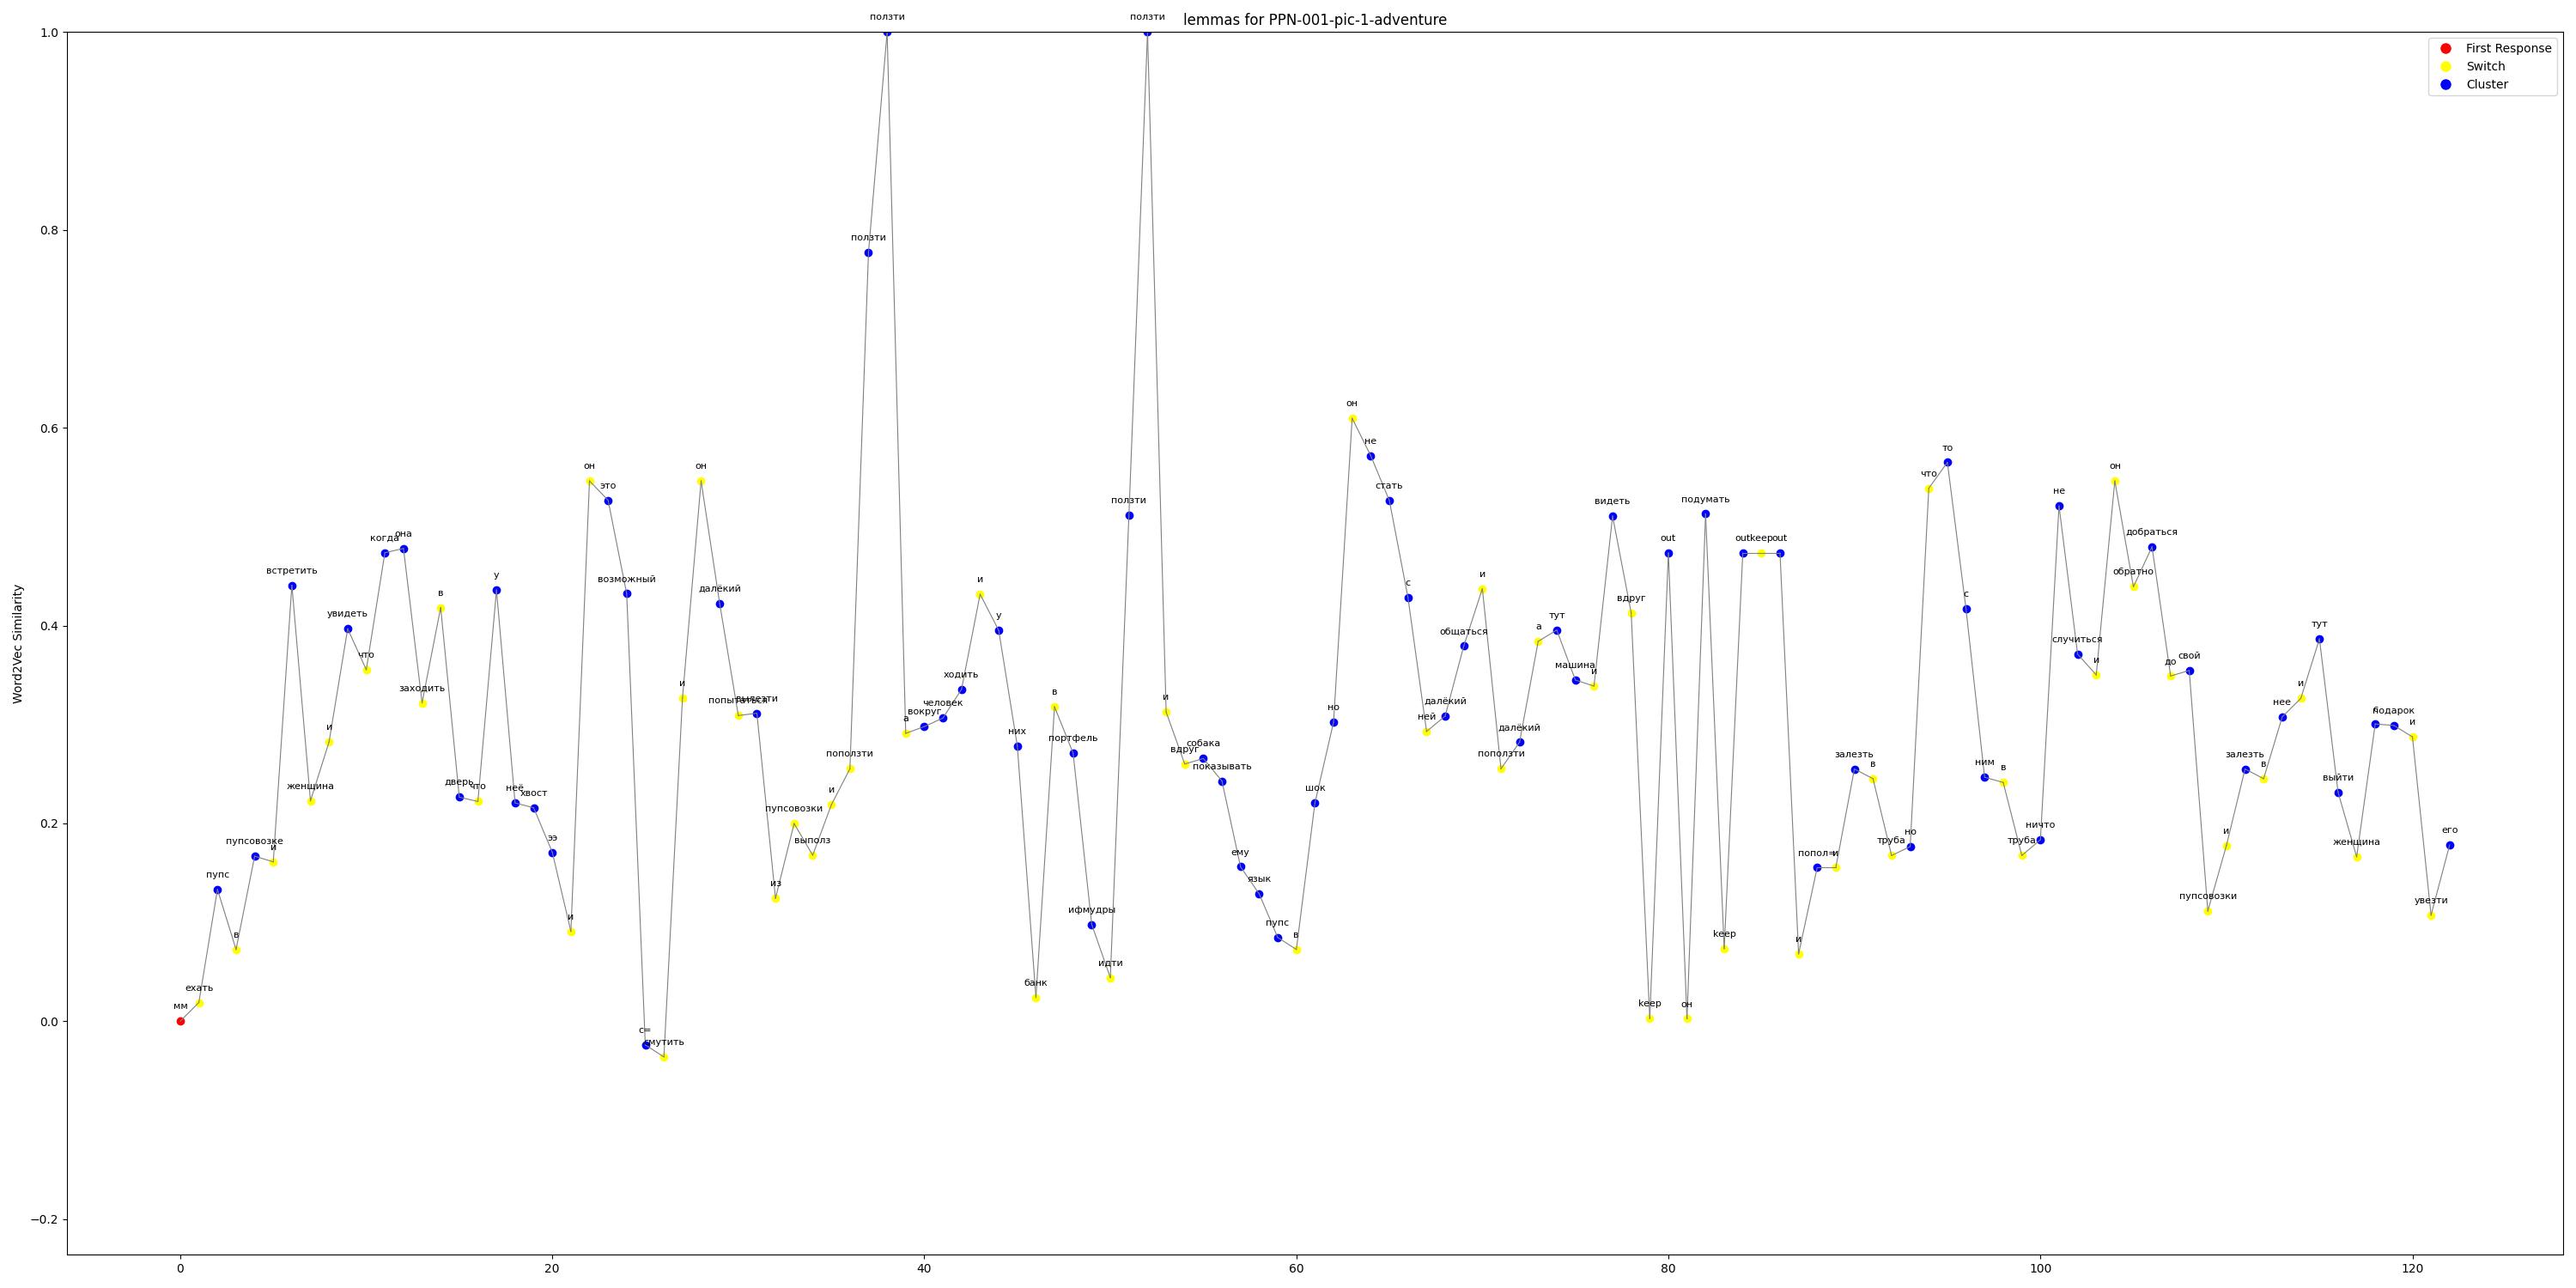 lemmas for PPN-001-pic-1-adventure
First Response
Switch
Cluster
Word2Vec Similarity
1.0
0.8
0.6
0.4
0.2
0.0
−0.2
0 20 40 60 80 100 120
мм
ехать
пупс
в
пупсовозке
и
встретить
женщина
и
увидеть
что
когда
она
заходить
в
дверь
что
у
неё
хвост
ээ
и
он
это
возможный
с=
смутить
и
он
далёкий
попытаться
вылезти
из
пупсовозки
выполз
и
поползти
ползти
ползти
а
вокруг
человек
ходить
и
у
них
банк
в
портфель
ифмудры
идти
ползти
ползти
и
вдруг
собака
показывать
ему
язык
пупс
в
шок
но
он
не
стать
с
ней
далёкий
общаться
и
поползти
далёкий
а
тут
машина
и
видеть
вдруг
keep
out
он
подумать
keep
out
keep
out
и
попол=
и
залезть
в
труба
но
что
то
с
ним
в
труба
ничто
не
случиться
и
он
обратно
добраться
до
свой
пупсовозки
и
залезть
в
нее
и
тут
выйти
женщина
с
подарок
и
увезти
его